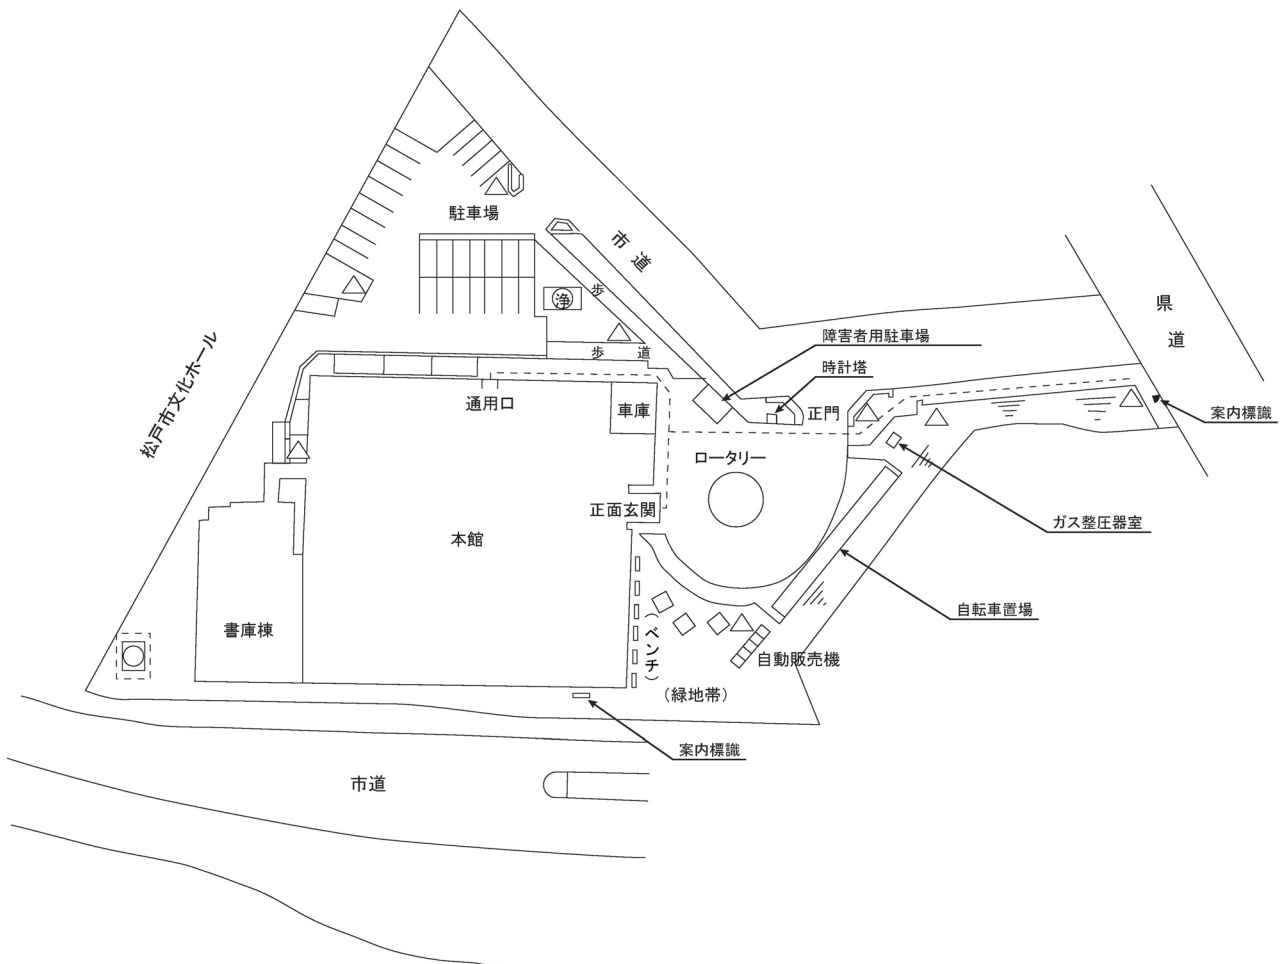 駐車場
市道
県道
浄
歩
歩道
障害者用駐車場
時計塔
松戸市文化ホール
通用口
車庫
正門
案内標識
ロータリー
正面玄関
本館
ガス整圧器室
自転車置場
書庫棟
（ベンチ）
自動販売機
（緑地帯）
案内標識
市道